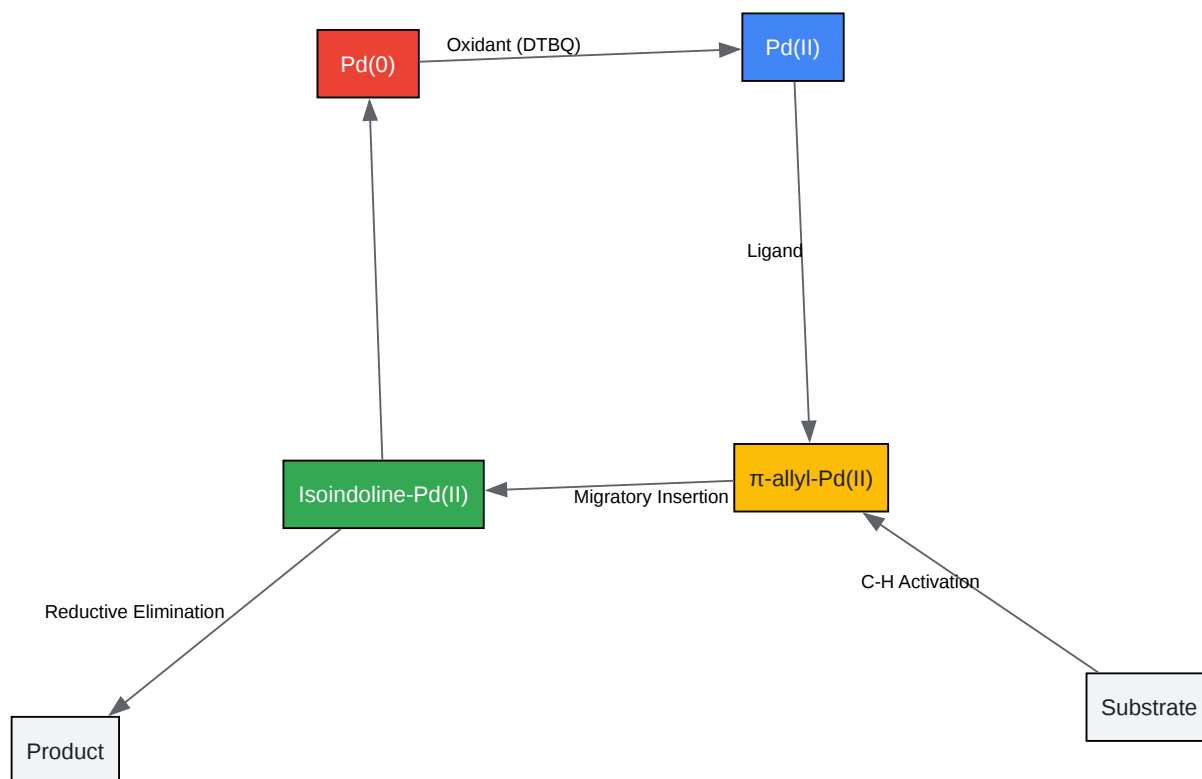 Pd(0)
Oxidant (DTBQ)
Pd(II)
Ligand
Isoindoline-Pd(II)
Migratory Insertion
π-allyl-Pd(II)
C-H Activation
Reductive Elimination
Substrate
Product